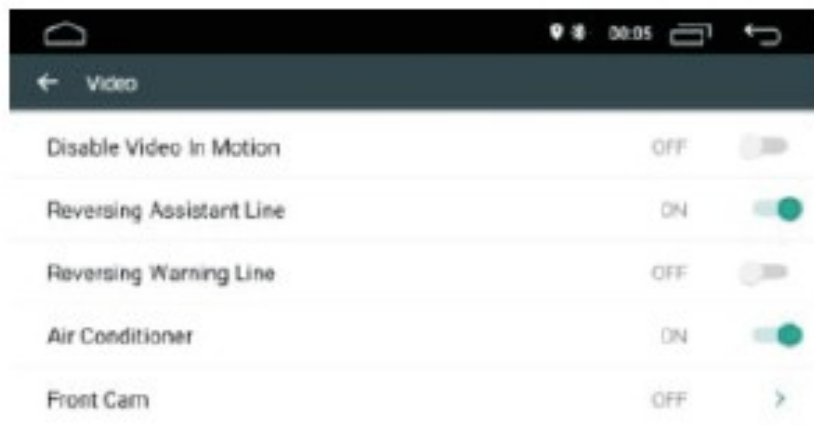 00:05
Video
Disable Video In Motion OFF
Reversing Assistant Line ON
Reversing Warning Line OFF
Air Conditioner ON
Front Cam OFF